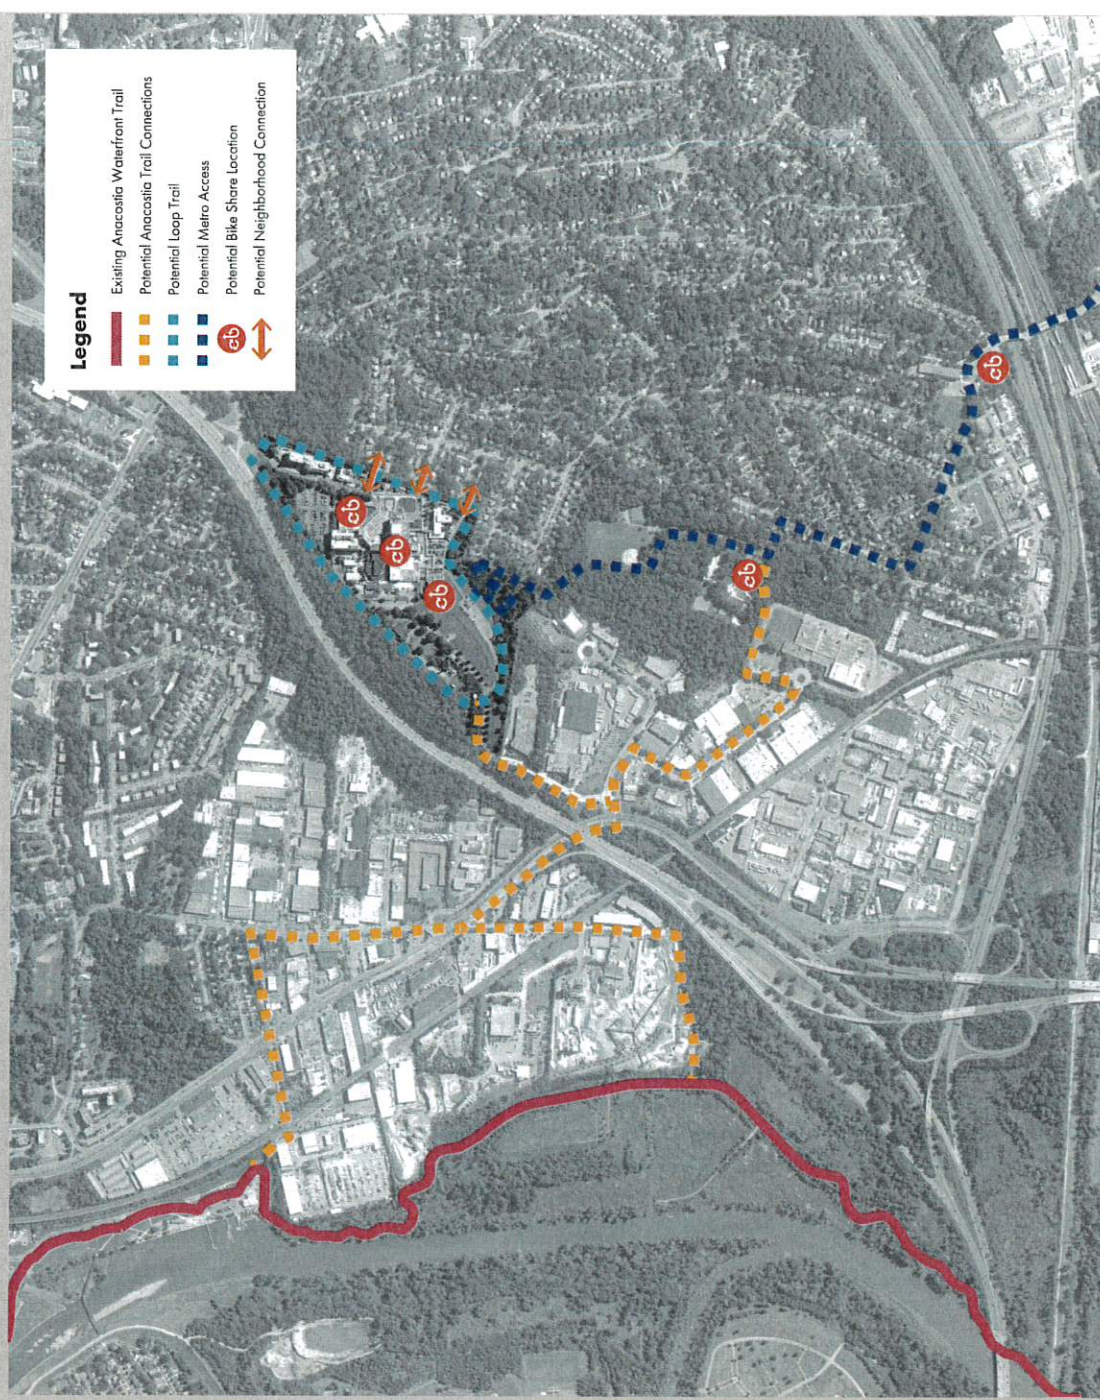 Legend
Existing Anacostia Waterfront Trail
Potential Anacostia Trail Connections
Potential Loop Trail
Potential Metro Access
cb
Potential Bike Share Location
Potential Neighborhood Connection
cb
cb
cb
cb
cb